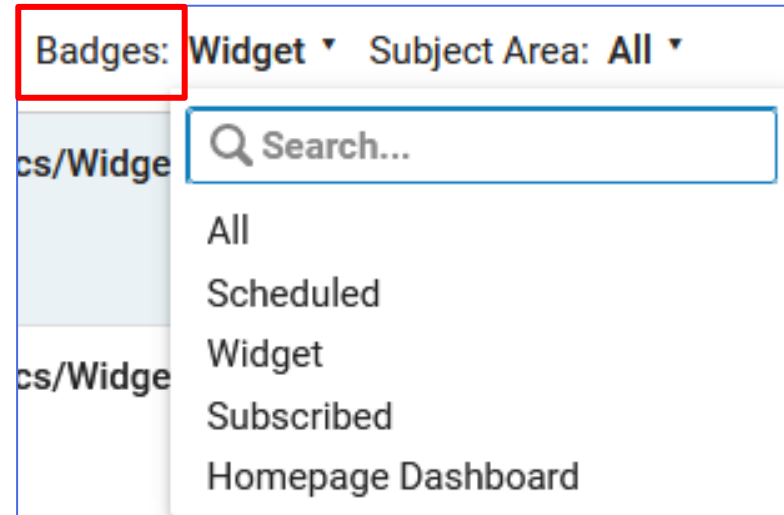 Badges: Widget ▾ Subject Area: All ▾
Search...
cs/Widge
All
Scheduled
Widget
cs/Widge
Subscribed
Homepage Dashboard